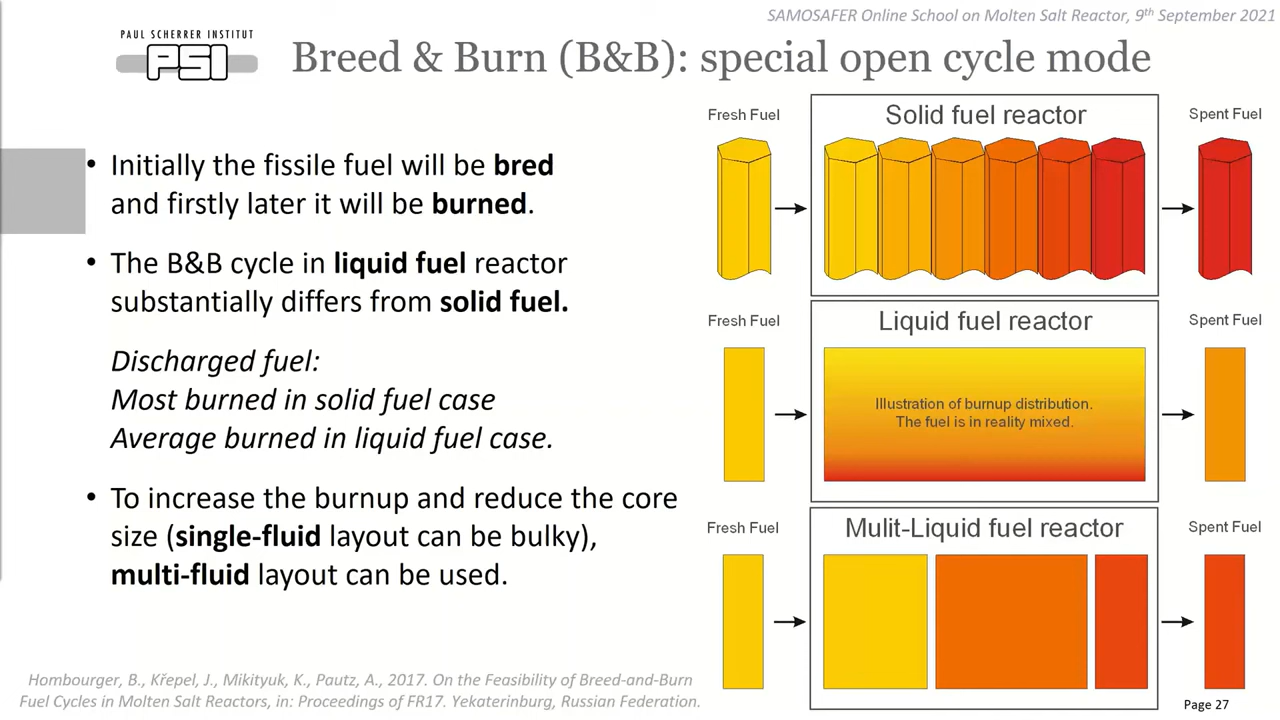 SAMOSAFER Online School on Molten Salt Reactor, 9th September 2021
PAUL SCHERRER INSTITUT
PSI
Breed & Burn (B&B): special open cycle mode
• Initially the fissile fuel will be bred
and firstly later it will be burned.
• The B&B cycle in liquid fuel reactor
substantially differs from solid fuel.
Discharged fuel:
Most burned in solid fuel case
Average burned in liquid fuel case.
• To increase the burnup and reduce the core
size (single-fluid layout can be bulky),
multi-fluid layout can be used.
Fresh Fuel
Solid fuel reactor
Spent Fuel
Fresh Fuel
Liquid fuel reactor
Spent Fuel
Illustration of burnup distribution.
The fuel is in reality mixed.
Fresh Fuel
Mulit-Liquid fuel reactor
Spent Fuel
Hombourger, B., Křepel, J., Mikityuk, K., Pautz, A., 2017. On the Feasibility of Breed-and-Burn
Fuel Cycles in Molten Salt Reactors, in: Proceedings of FR17. Yekaterinburg, Russian Federation.
Page 27